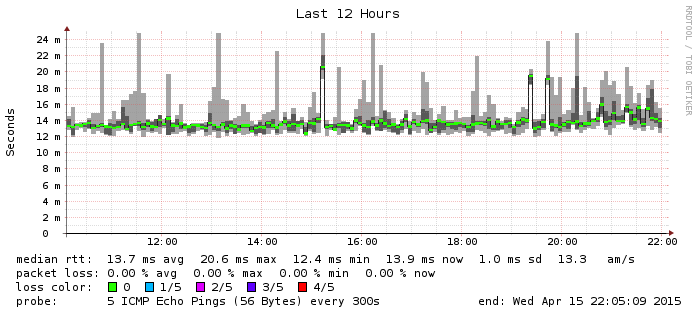 Last 12 Hours
RRDTOOL / TOBI OETIKER
Seconds
24 m
22 m
20 m
18 m
16 m
14 m
12 m
10 m
8 m
6 m
4 m
2 m
0
12:00 14:00 16:00 18:00 20:00 22:00
median rtt: 13.7 ms avg 20.6 ms max 12.4 ms min 13.9 ms now 1.0 ms sd 13.3 am/s
packet loss: 0.00 % avg 0.00 % max 0.00 % min 0.00 % now
loss color: 0 1/5 2/5 3/5 4/5
probe: 5 ICMP Echo Pings (56 Bytes) every 300s end: Wed Apr 15 22:05:09 2015